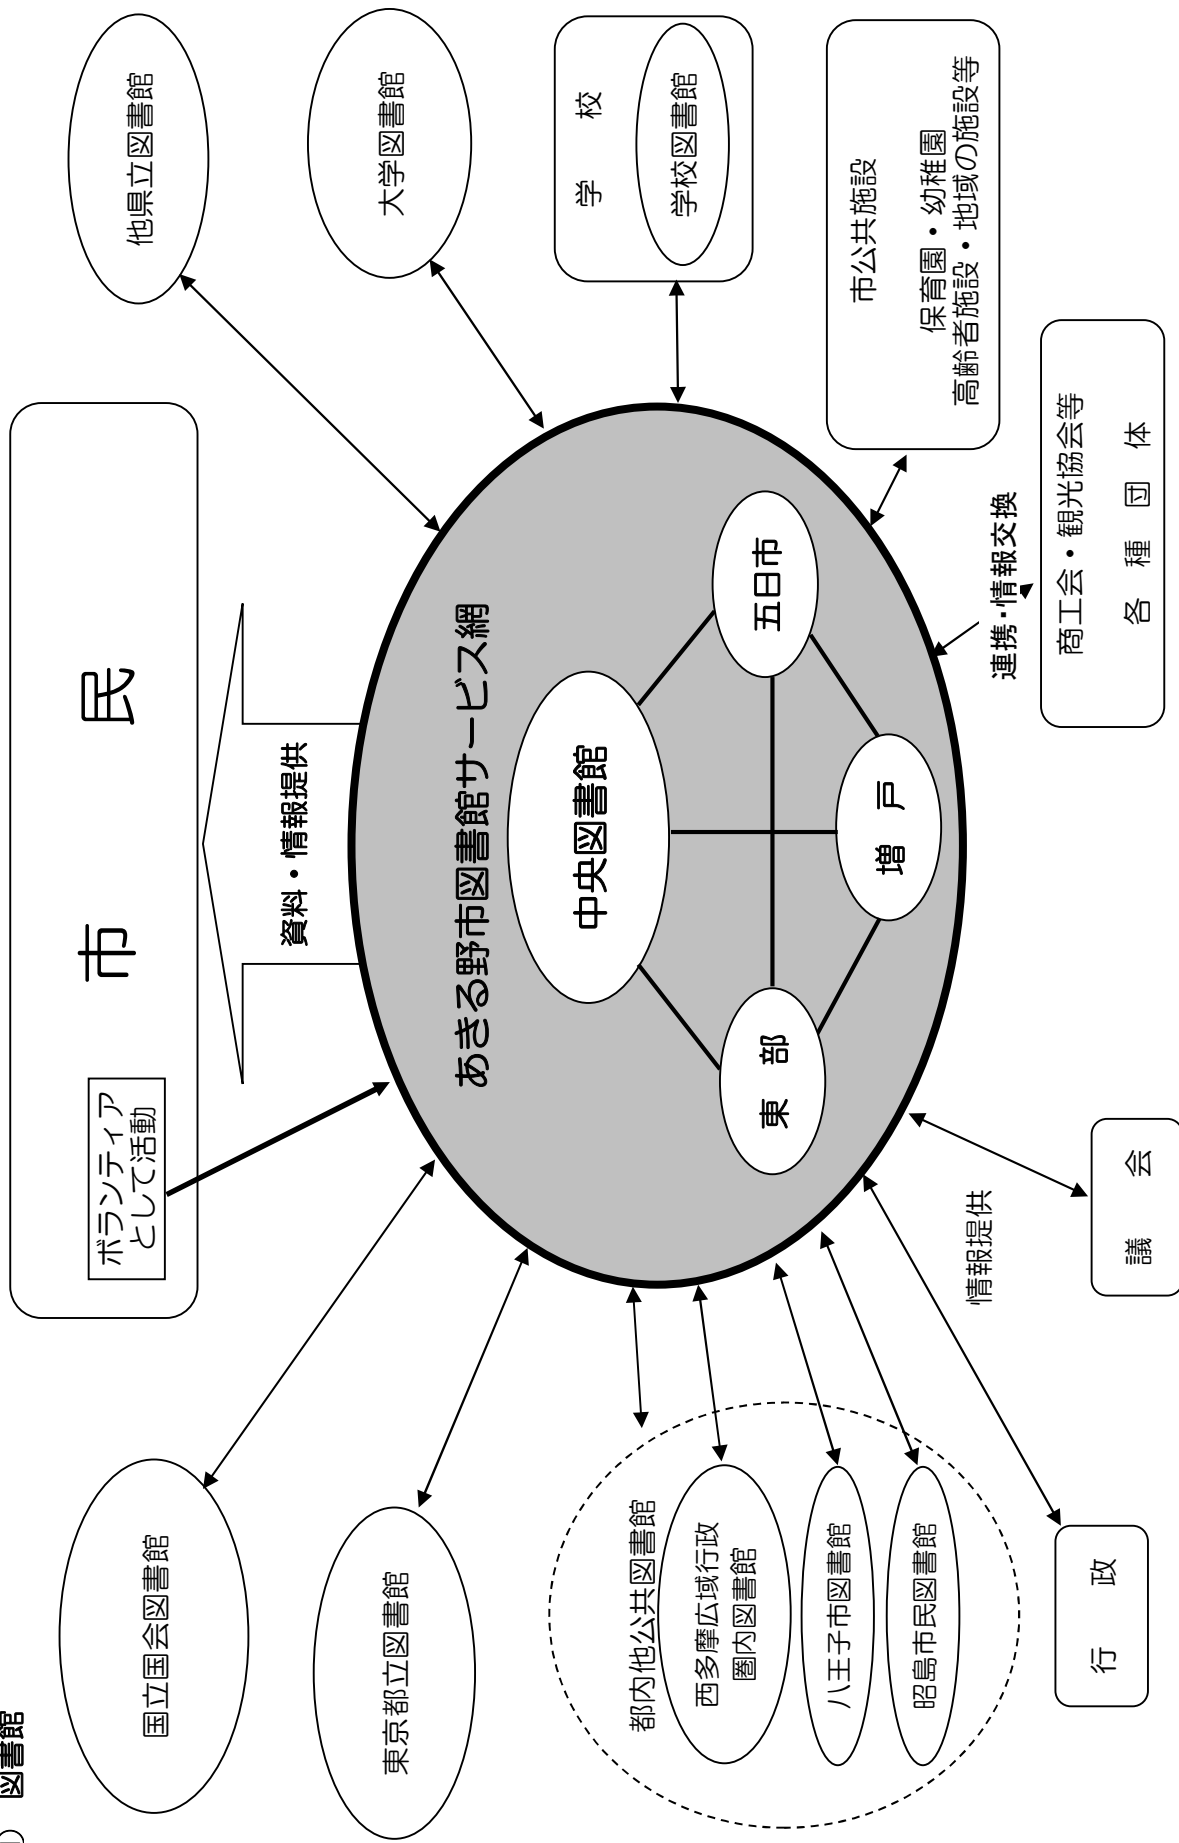 図書館
市　民
ボランティア
として活動
資料・情報提供
国立国会図書館
他県立図書館
東京都立図書館
大学図書館
あきる野市図書館サービス網
中央図書館
東　部
五日市
増　戸
都内他公共図書館
西多摩広域行政
圏内図書館
八王子市図書館
昭島市民図書館
学　校
学校図書館
市公共施設
保育園・幼稚園
高齢者施設・地域の施設等
情報提供
連携・情報交換
行　政
議　会
商工会・観光協会等
各　種　団　体